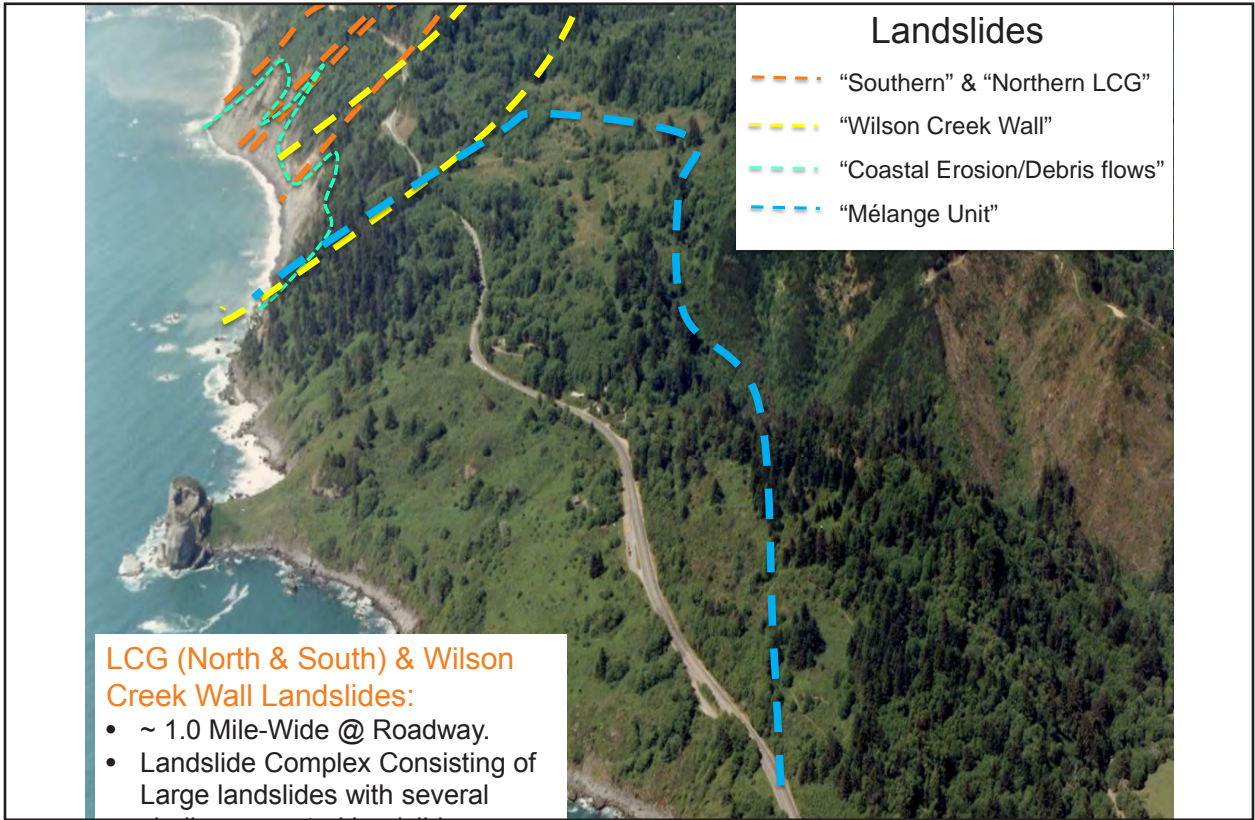 Landslides
“Southern” & “Northern LCG”
“Wilson Creek Wall”
“Coastal Erosion/Debris flows”
“Mélange Unit”
LCG (North & South) & Wilson
Creek Wall Landslides:
• ~ 1.0 Mile-Wide @ Roadway.
• Landslide Complex Consisting of
Large landslides with several